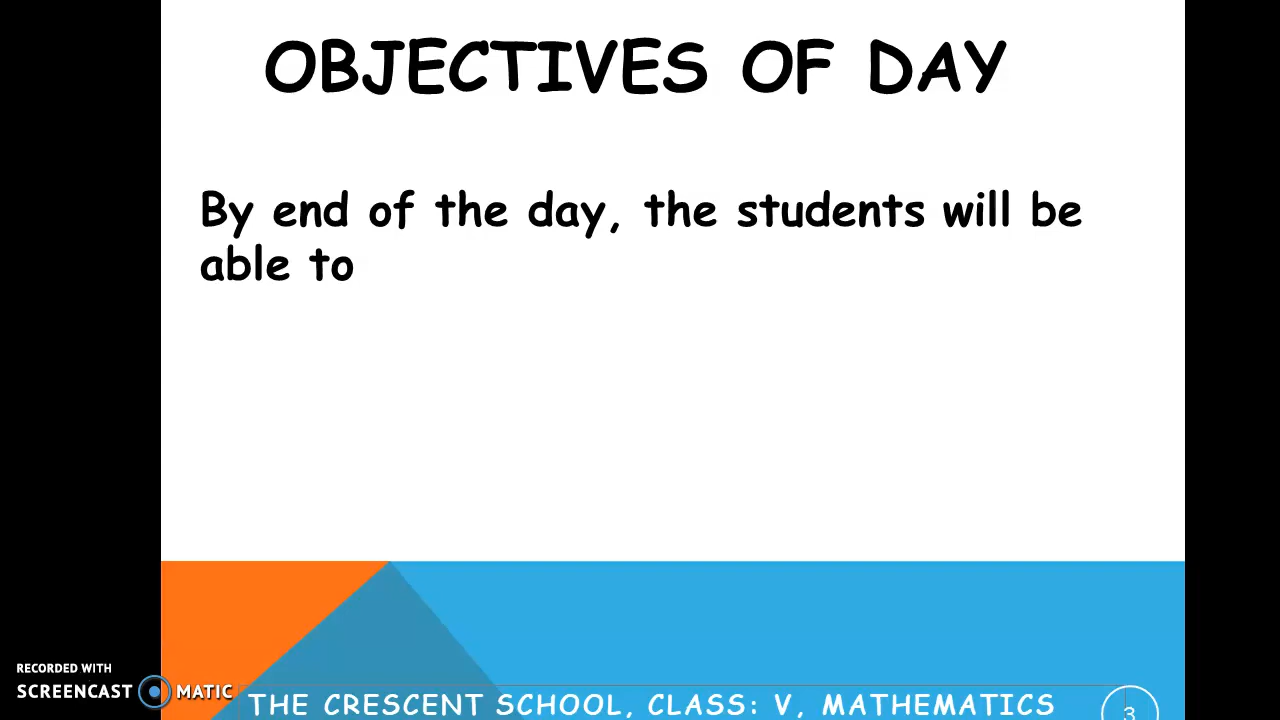 OBJECTIVES OF DAY
By end of the day, the students will be
able to
RECORDED WITH
SCREENCAST MATIC
THE CRESCENT SCHOOL, CLASS: V, MATHEMATICS
3